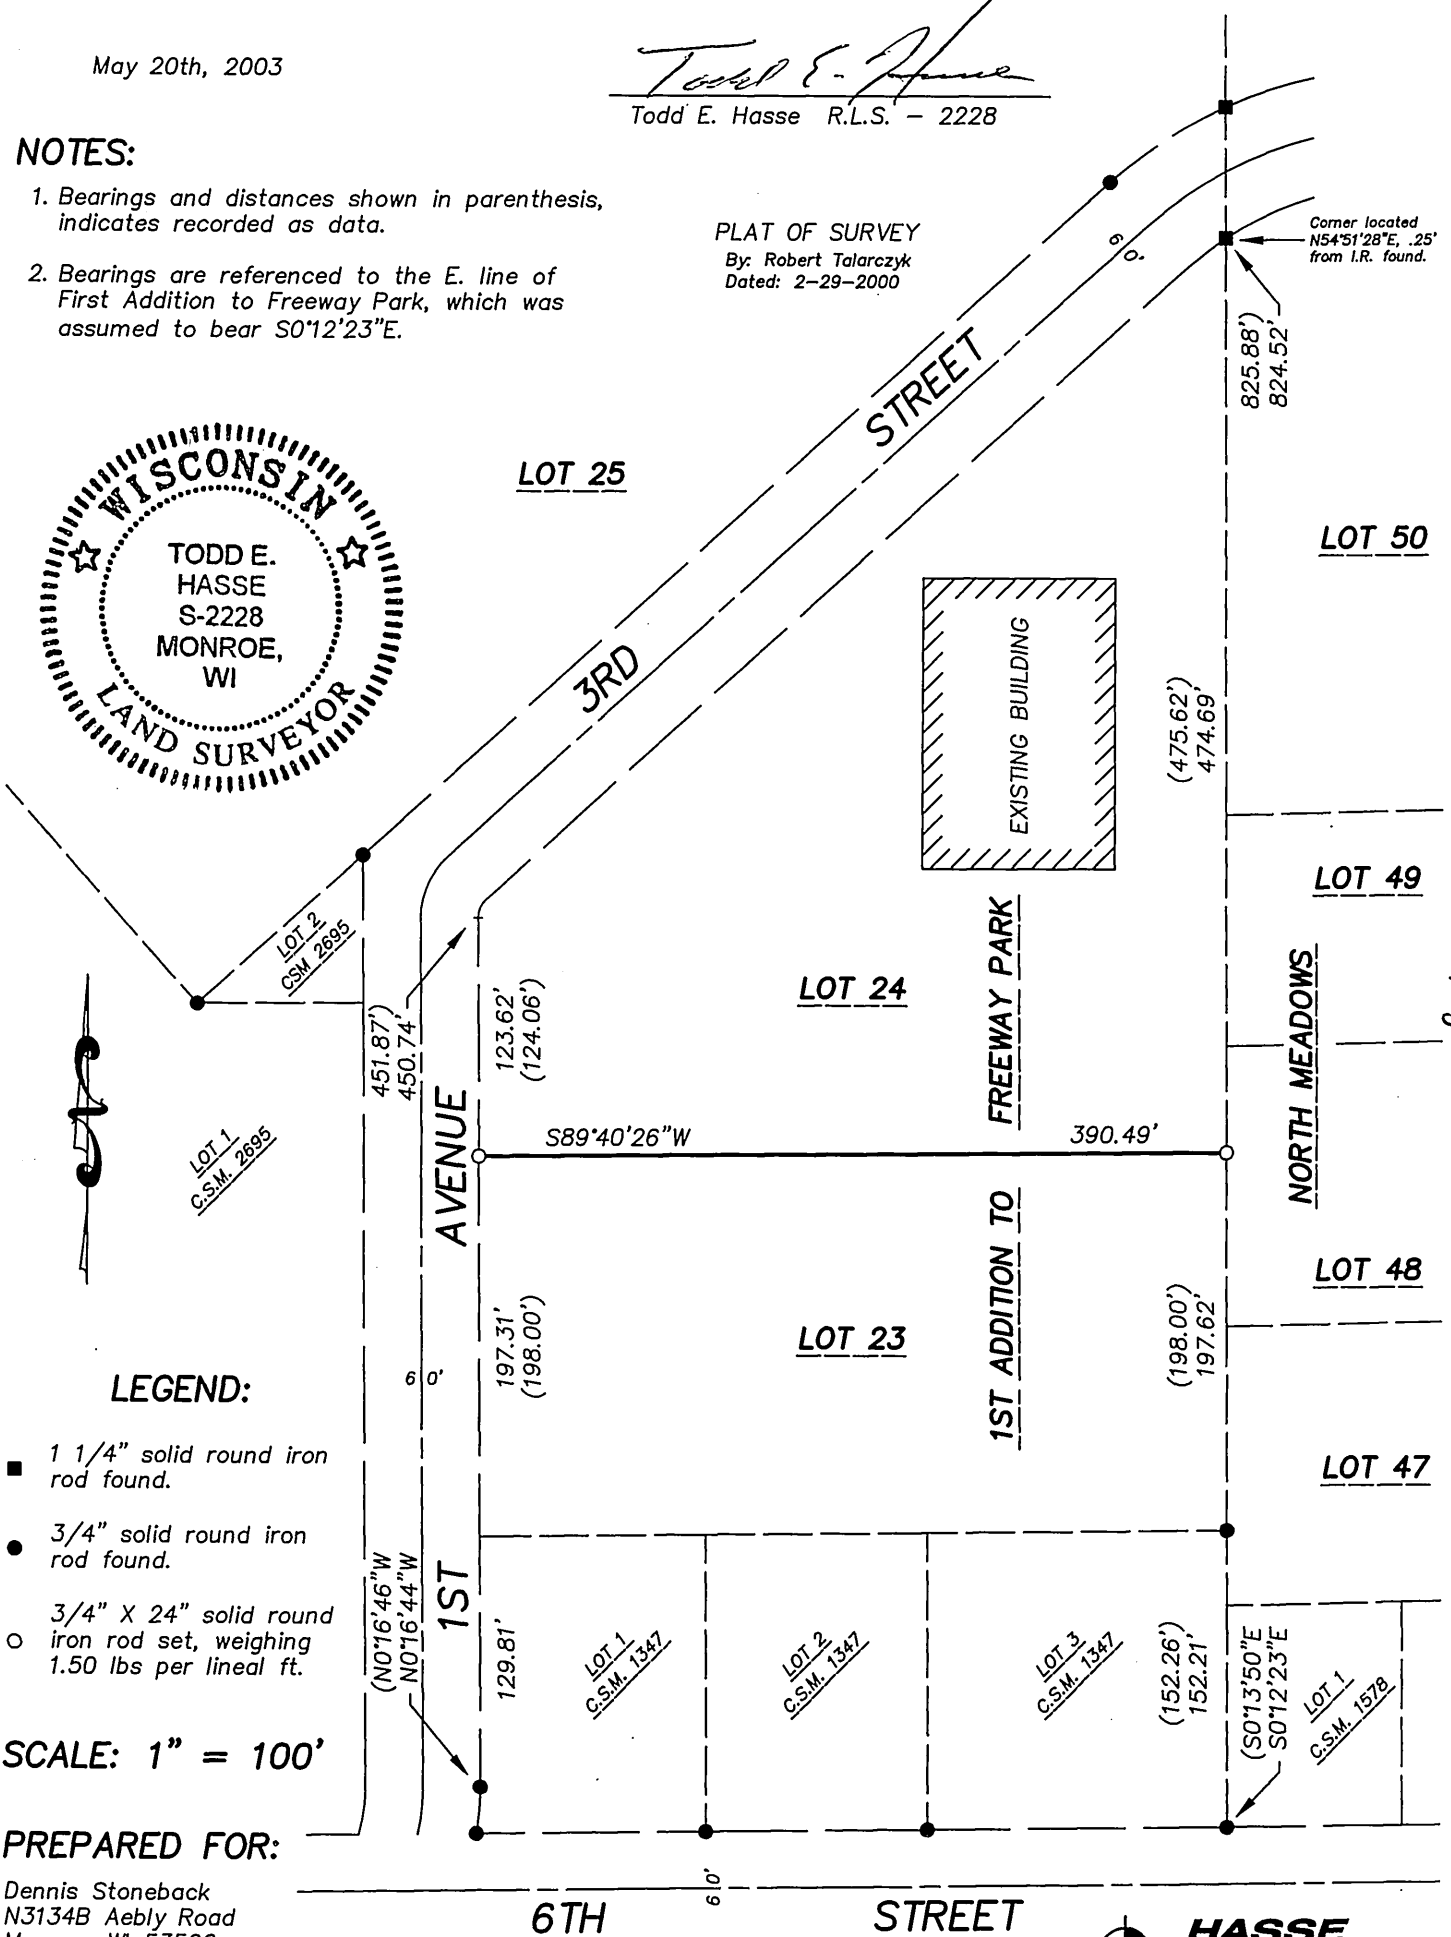 May 20th, 2003
Todd E. Hasse
Todd E. Hasse R.L.S. - 2228
NOTES:
1. Bearings and distances shown in parenthesis,
indicates recorded as data.
2. Bearings are referenced to the E. line of
First Addition to Freeway Park, which was
assumed to bear S0°12'23"E.
PLAT OF SURVEY
By: Robert Talarczyk
Dated: 2-29-2000
Corner located
N54°51'28"E, .25'
from I.R. found.
60'
825.88')
824.52'
3RD STREET
LOT 25
LOT 50
WISCONSIN
TODD E.
HASSE
S-2228
MONROE,
WI
LAND SURVEYOR
EXISTING BUILDING
(475.62')
474.69'
LOT 49
LOT 2
CSM 2695
451.87')
450.74'
123.62'
(124.06')
LOT 24
1ST ADDITION TO FREEWAY PARK
NORTH MEADOWS
LOT 1
C.S.M. 2695
1ST AVENUE
S89°40'26"W
390.49'
LOT 48
197.31'
(198.00')
LOT 23
(198.00')
197.62'
60'
LOT 47
LEGEND:
1 1/4" solid round iron
rod found.
3/4" solid round iron
rod found.
3/4" X 24" solid round
iron rod set, weighing
1.50 lbs per lineal ft.
(N0°16'46"W
N0°16'44"W
129.81'
LOT 1
C.S.M. 1347
LOT 2
C.S.M. 1347
LOT 3
C.S.M. 1347
(152.26')
152.21'
(S0°13'50"E
S0°12'23"E
LOT 1
C.S.M. 1578
SCALE: 1" = 100'
PREPARED FOR:
Dennis Stoneback
N3134B Aebly Road
60'
6TH STREET
HASSE